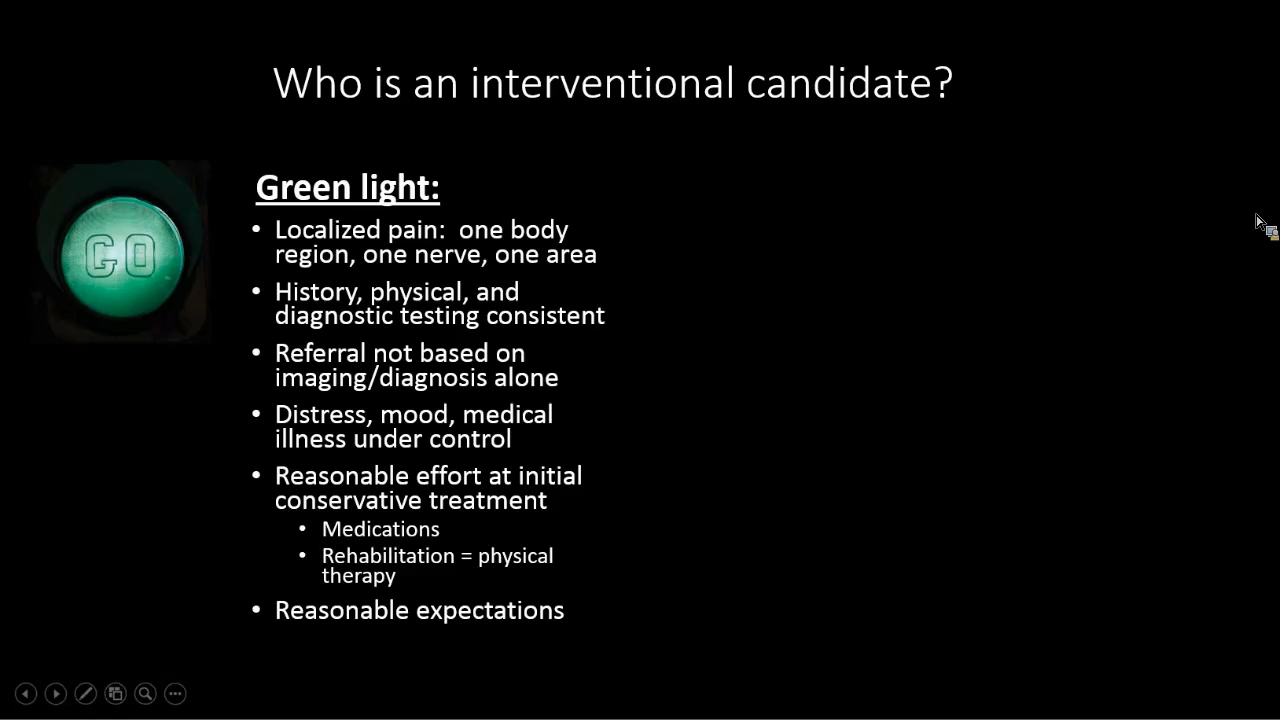 Who is an interventional candidate?
GO
Green light:
• Localized pain:  one body
region, one nerve, one area
• History, physical, and
diagnostic testing consistent
• Referral not based on
imaging/diagnosis alone
• Distress, mood, medical
illness under control
• Reasonable effort at initial
conservative treatment
• Medications
• Rehabilitation = physical
therapy
• Reasonable expectations